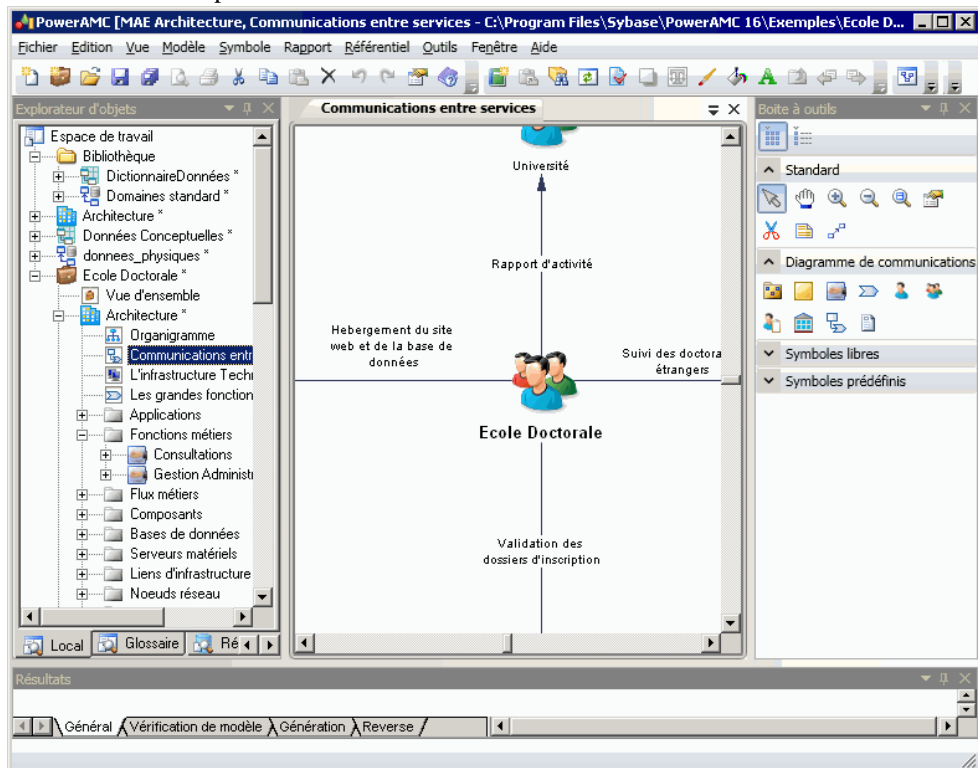 PowerAMC [MAE Architecture, Communications entre services - C:\Program Files\Sybase\PowerAMC 16\Exemples\Ecole D...
Fichier Edition Vue Modèle Symbole Rapport Référentiel Outils Fenêtre Aide
Explorateur d'objets
Espace de travail
Bibliothèque
DictionnaireDonnées *
Domaines standard *
Architecture *
Données Conceptuelles *
donnees_physiques *
Ecole Doctorale *
Vue d'ensemble
Architecture *
Organigramme
Communications entr
L'infrastructure Techn
Les grandes fonction
Applications
Fonctions métiers
Consultations
Gestion Administr
Flux métiers
Composants
Bases de données
Serveurs matériels
Liens d'infrastructure
Noeuds réseau
Local Glossaire Ré
Communications entre services
Université
Rapport d'activité
Hebergement du site
web et de la base de
données
Suivi des doctora
étrangers
Ecole Doctorale
Validation des
dossiers d'inscription
Boîte à outils
Standard
Diagramme de communications
Symboles libres
Symboles prédéfinis
Résultats
Général Vérification de modèle Génération Reverse